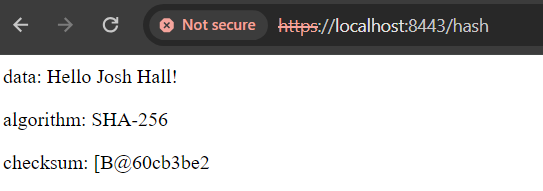 Not secure https://localhost:8443/hash
data: Hello Josh Hall!
algorithm: SHA-256
checksum: [B@60cb3be2